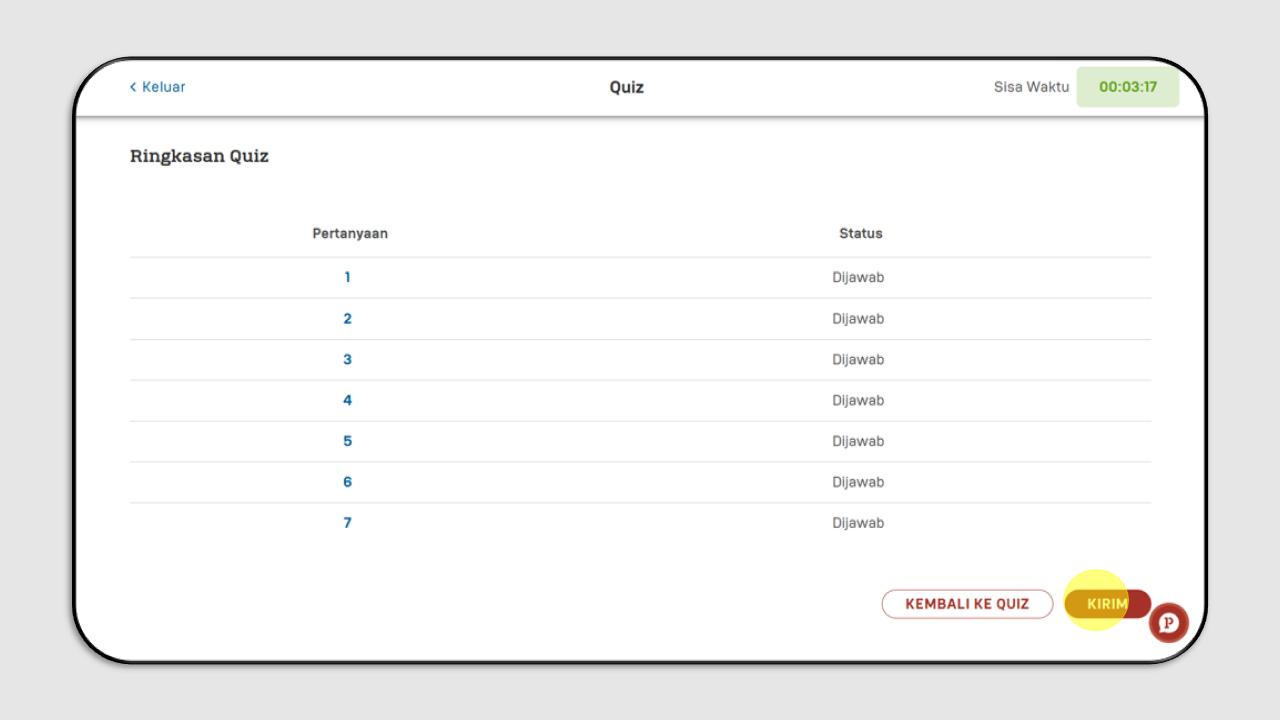 < Keluar
Quiz
Sisa Waktu 00:03:17
Ringkasan Quiz
Pertanyaan Status
1 Dijawab
2 Dijawab
3 Dijawab
4 Dijawab
5 Dijawab
6 Dijawab
7 Dijawab
KEMBALI KE QUIZ KIRIM
P